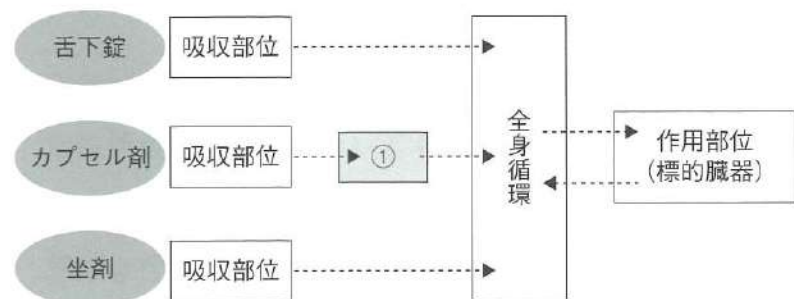 舌下錠
吸収部位
カプセル剤
吸収部位
①
坐剤
吸収部位
全身循環
作用部位
(標的臓器)